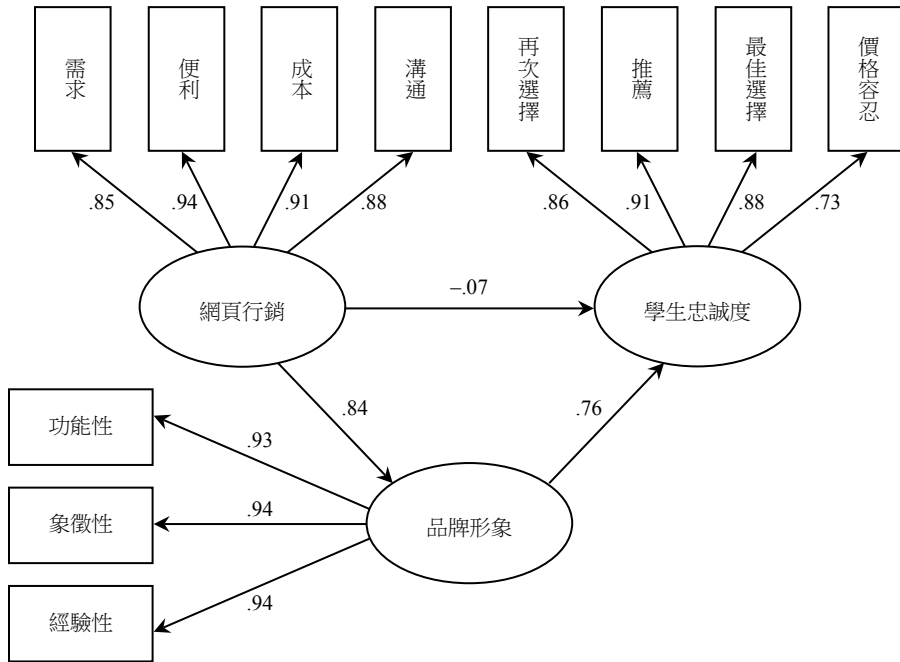 需求
便利
成本
溝通
再次選擇
推薦
最佳選擇
價格容忍
.85
.94
.91
.88
.86
.91
.88
.73
網頁行銷
–.07
學生忠誠度
.84
.76
功能性
.93
象徵性
.94
品牌形象
經驗性
.94